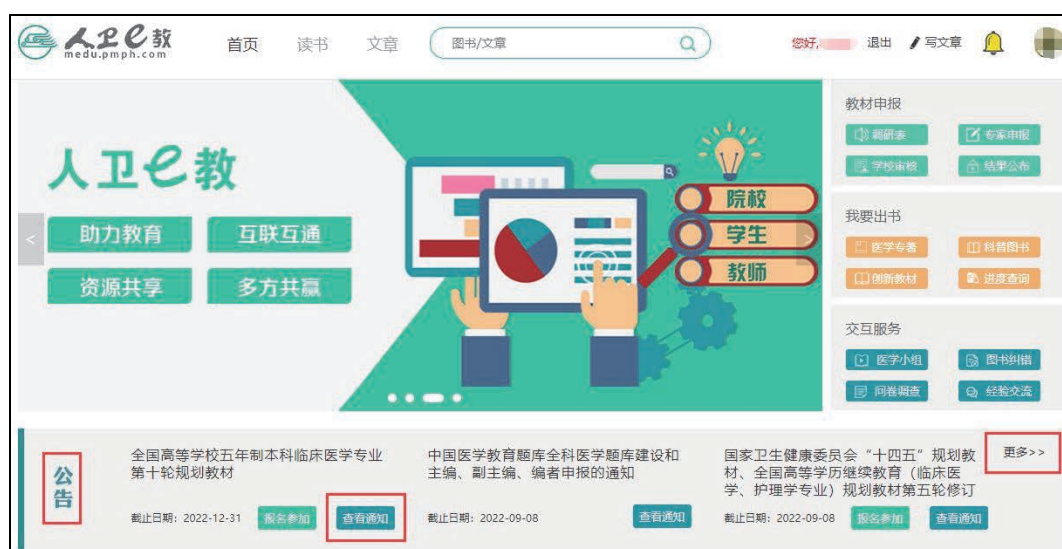 人卫e教
medu.pmph.com
首页 读书 文章 图书/文章 您好, 退出 写文章
人卫e教
助力教育 互联互通
资源共享 多方共赢
院校
学生
教师
<
>
教材申报
调研表 专家申报
学校审核 结果公布
我要出书
医学专著 科普图书
创新教材 进度查询
交互服务
医学小组 图书纠错
问卷调查 经验交流
公告
全国高等学校五年制本科临床医学专业
第十轮规划教材
截止日期：2022-12-31 报名参加 查看通知
中国医学教育题库全科医学题库建设和
主编、副主编、编者申报的通知
截止日期：2022-09-08 查看通知
国家卫生健康委员会“十四五”规划教
材、全国高等学历继续教育（临床医
学、护理学专业）规划教材第五轮修订
截止日期：2022-09-08 报名参加 查看通知
更多>>